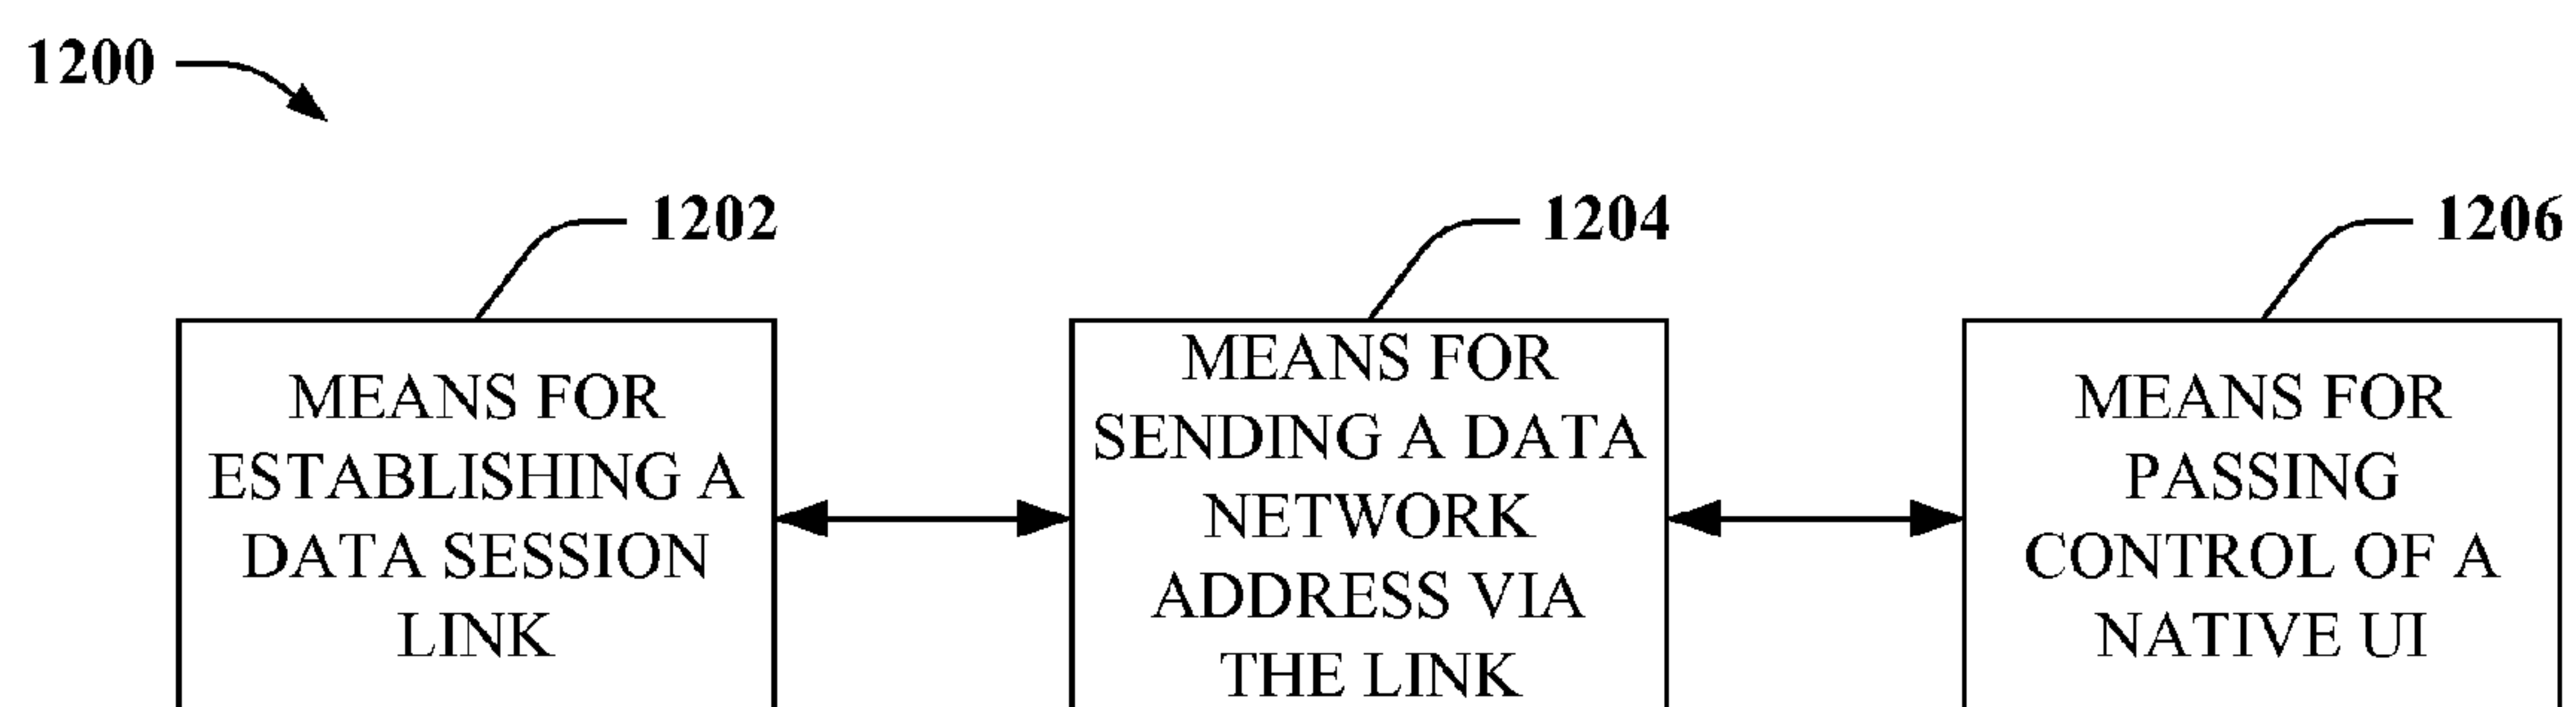 1200
1202
MEANS FOR
ESTABLISHING A
DATA SESSION
LINK
1204
MEANS FOR
SENDING A DATA
NETWORK
ADDRESS VIA
THE LINK
1206
MEANS FOR
PASSING
CONTROL OF A
NATIVE UI